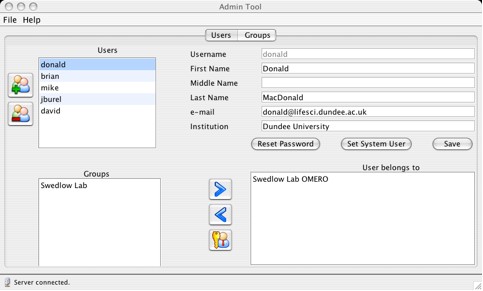 Admin Tool
File Help
Users Groups
Users
donald
brian
mike
jburel
david
Username donald
First Name Donald
Middle Name
Last Name MacDonald
e-mail donald@lifesci.dundee.ac.uk
Institution Dundee University
Reset Password Set System User Save
Groups
Swedlow Lab
User belongs to
Swedlow Lab OMERO
Server connected.